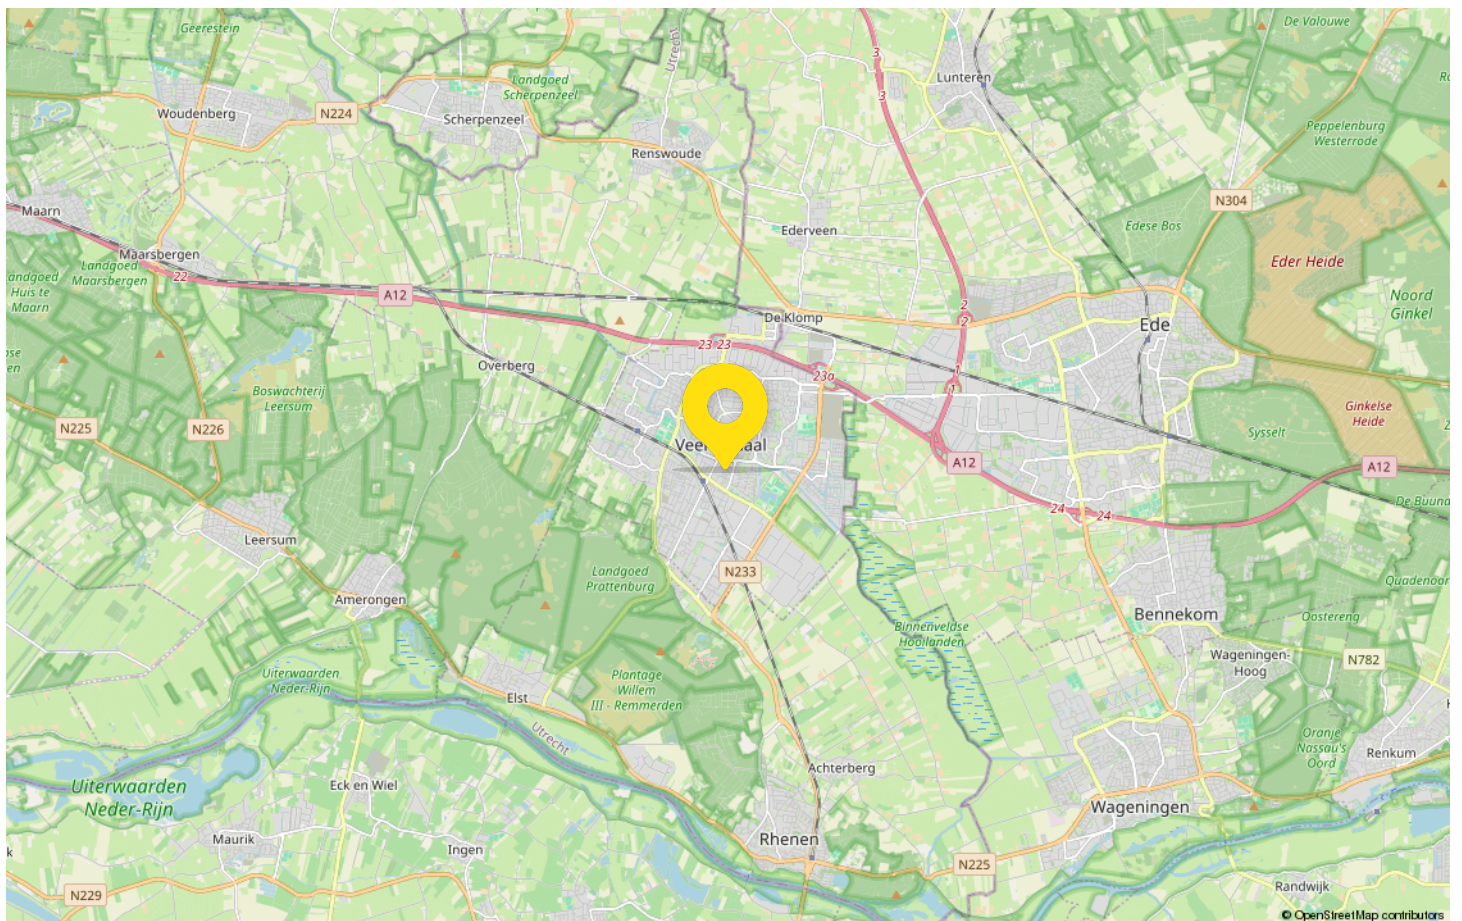 Geerestein
De Valouwe
Utrecht
3
3
Lunteren
Landgoed
Scherpenzeel
Woudenberg
N224
Scherpenzeel
Renswoude
Peppelenburg
Westerrode
Maarn
N304
Ederveen
Edese Bos
Maarsbergen
Landgoed
Maarsbergen
22
andgoed
Huis te
Maarn
A12
Eder Heide
Noord
Ginkel
2
2
De Klomp
Ede
23 23
Overberg
1
1
23a
Boswachterij
Leersum
Ginkelse
Heide
N225
N226
Sysselt
Vee
aal
A12
A12
De Buund
24
24
Leersum
Landgoed
Prattenburg
N233
Amerongen
Quadenoor
Bennekom
Oostereng
Binnenveldse
Hooilanden
Wageningen-
Hoog
N782
Uiterwaarden
Neder-Rijn
Plantage
Willem
III - Remmerden
Elst
Utrecht
Oranje
Nassau's
Oord
Renkum
Achterberg
Eck en Wiel
Uiterwaarden
Neder-Rijn
Wageningen
Maurik
Rhenen
k
Ingen
N225
N229
Randwijk
© OpenStreetMap contributors